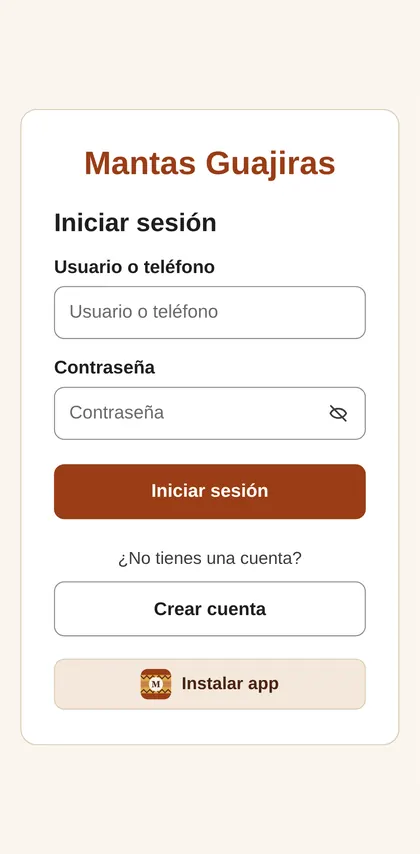 Mantas Guajiras
Iniciar sesión
Usuario o teléfono
Usuario o teléfono
Contraseña
Contraseña
Iniciar sesión
¿No tienes una cuenta?
Crear cuenta
M Instalar app